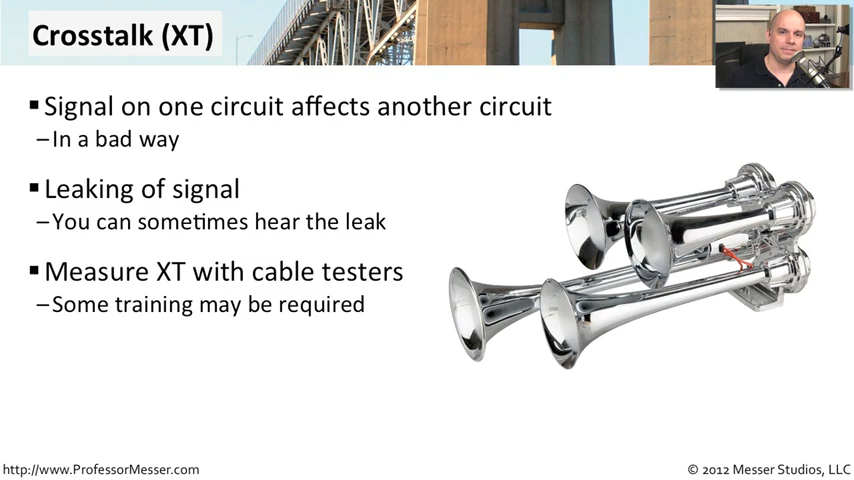 Crosstalk (XT)
▪ Signal on one circuit affects another circuit
– In a bad way
▪ Leaking of signal
– You can sometimes hear the leak
▪ Measure XT with cable testers
– Some training may be required
http://www.ProfessorMesser.com
© 2012 Messer Studios, LLC